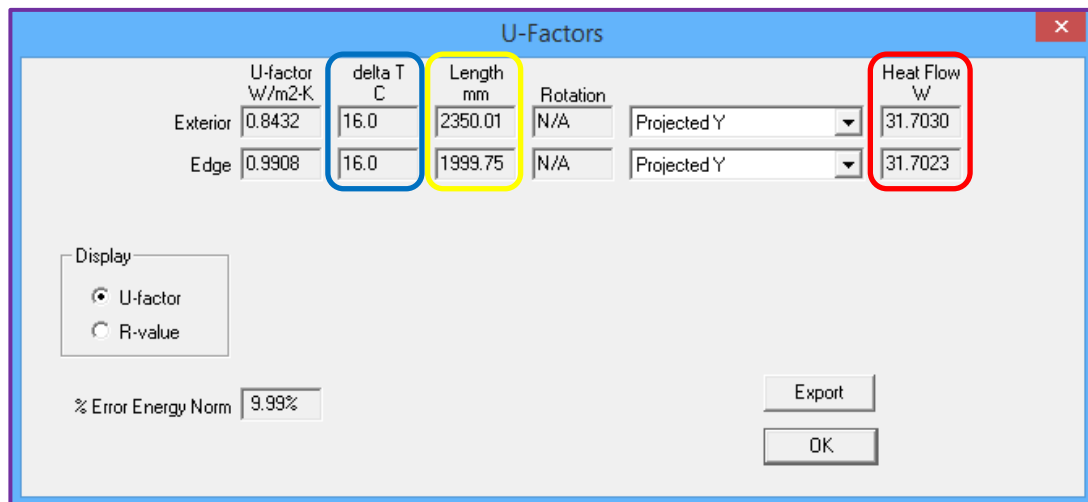 U-Factors
U-factor delta T Length Heat Flow
W/m2-K C mm Rotation W
Exterior 0.8432 16.0 2350.01 N/A Projected Y 31.7030
Edge 0.9908 16.0 1999.75 N/A Projected Y 31.7023
Display
U-factor
R-value
% Error Energy Norm 9.99%
Export
OK